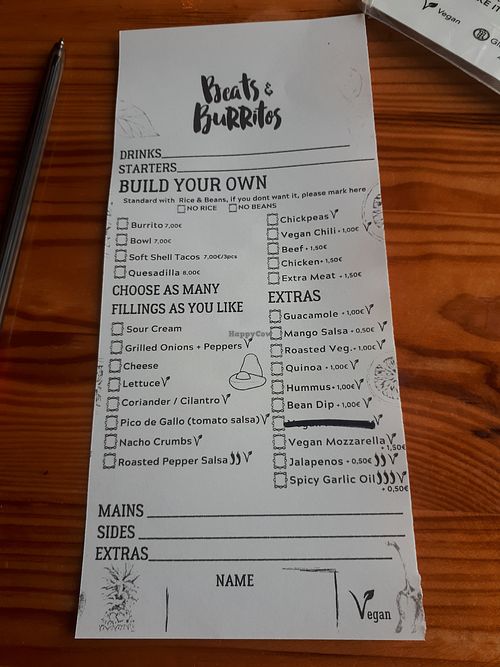 KE IT
Vegan
Beats &
Burritos
DRINKS
STARTERS
BUILD YOUR OWN
Standard with Rice & Beans, if you dont want it, please mark here
NO RICE NO BEANS
Burrito 7,00€
Bowl 7,00€
Soft Shell Tacos 7,00€/3pcs
Quesadilla 8,00€
CHOOSE AS MANY
FILLINGS AS YOU LIKE
Sour Cream
Grilled Onions + Peppers
Cheese
Lettuce
Coriander / Cilantro
Pico de Gallo (tomato salsa)
Nacho Crumbs
Roasted Pepper Salsa
Chickpeas
Vegan Chili + 1,00€
Beef + 1,50€
Chicken + 1,50€
Extra Meat + 1,50€
EXTRAS
Guacamole + 1,00€
Mango Salsa + 0,50€
Roasted Veg. + 1,00€
Quinoa + 1,00€
Hummus + 1,00€
Bean Dip + 1,00€
Vegan Mozzarella
+ 1,50€
Jalapenos + 0,50€
Spicy Garlic Oil
+ 0,50€
HappyCow
MAINS
SIDES
EXTRAS
NAME
Vegan